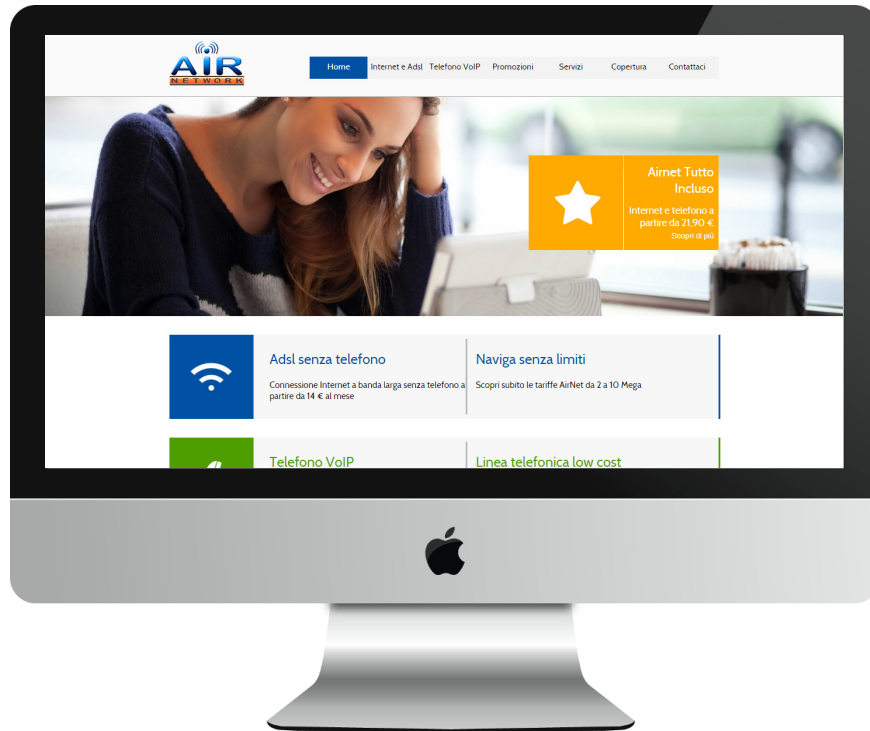 AIR
NETWORK
Home Internet e Adsl Telefono VoIP Promozioni Servizi Copertura Contattaci
Airnet Tutto
Incluso
Internet e telefono a
partire da 21,90 €
Scopri di più
Adsl senza telefono
Connessione Internet a banda larga senza telefono a
partire da 14 € al mese
Naviga senza limiti
Scopri subito le tariffe AirNet da 2 a 10 Mega
Telefono VoIP
Linea telefonica low cost